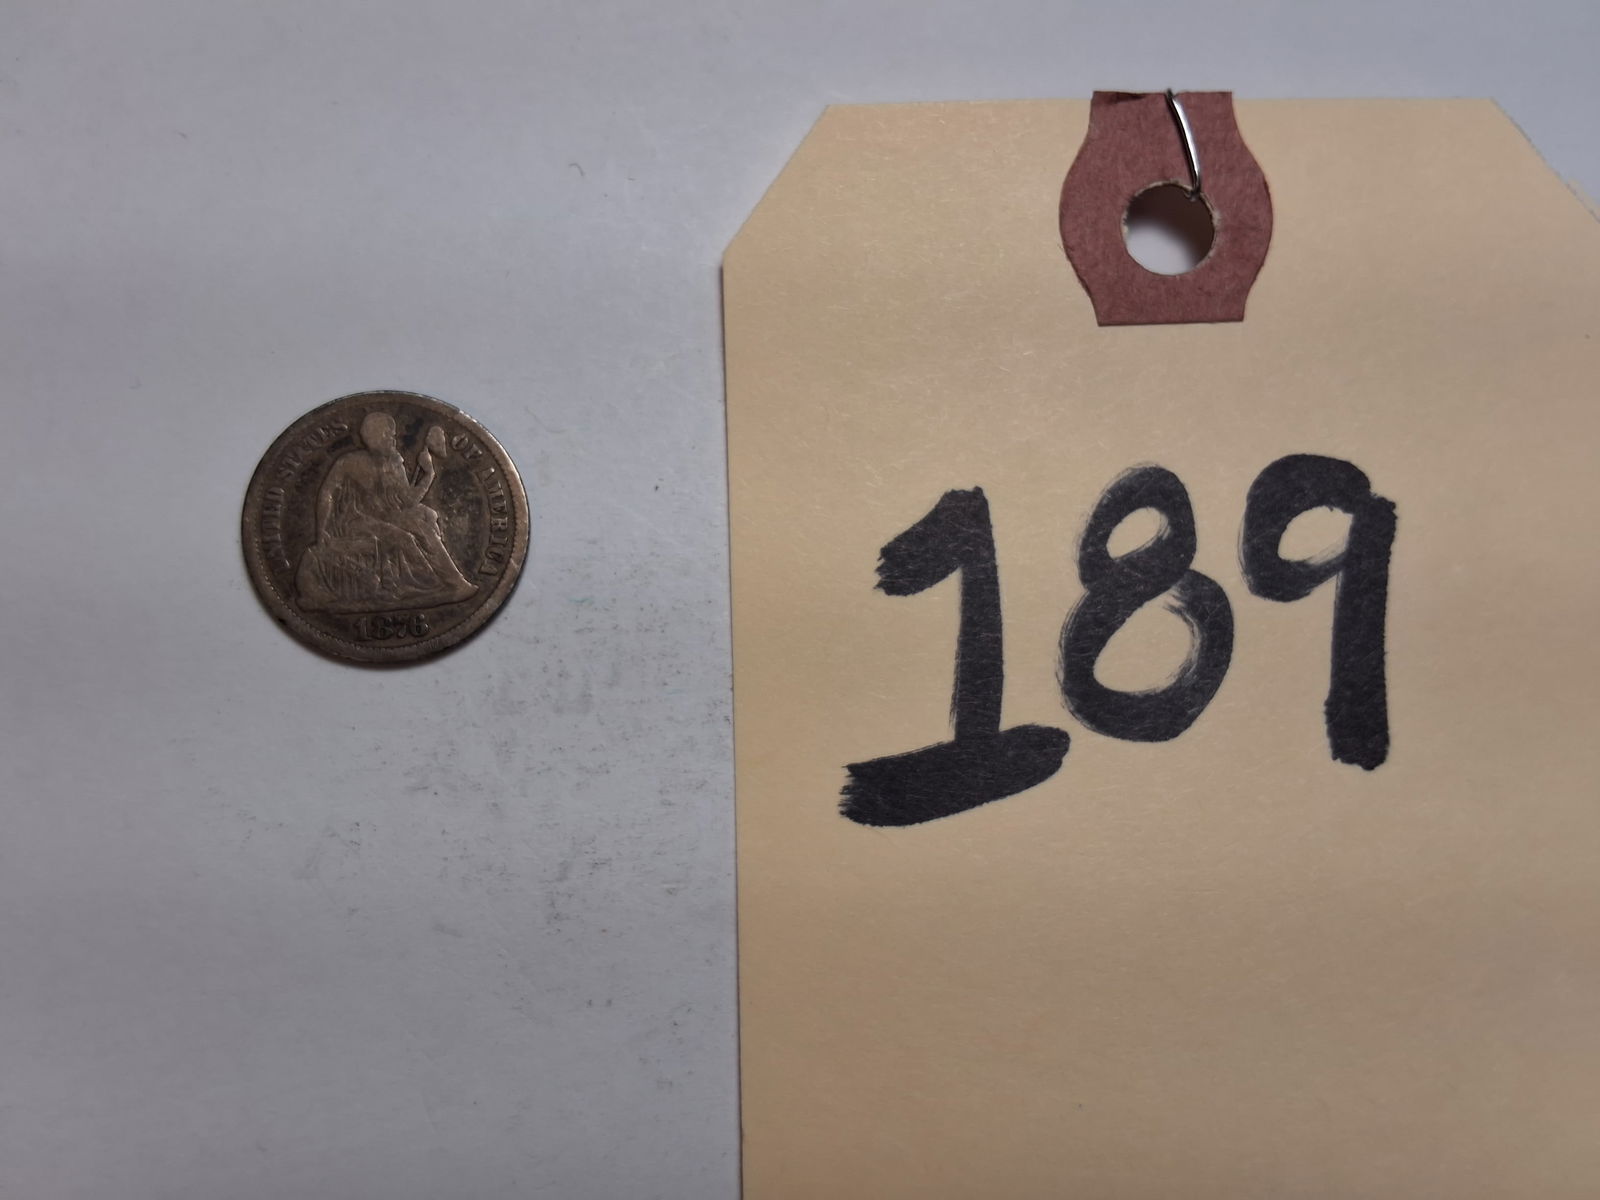 UNITED STATES OF AMERICA
1876
189